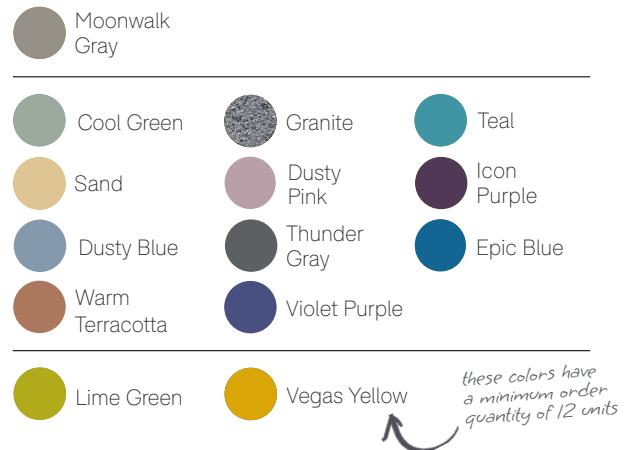 Moonwalk
Gray
Cool Green
Granite
Teal
Sand
Dusty
Pink
Icon
Purple
Dusty Blue
Thunder
Gray
Epic Blue
Warm
Terracotta
Violet Purple
Lime Green
Vegas Yellow
these colors have
a minimum order
quantity of 12 units